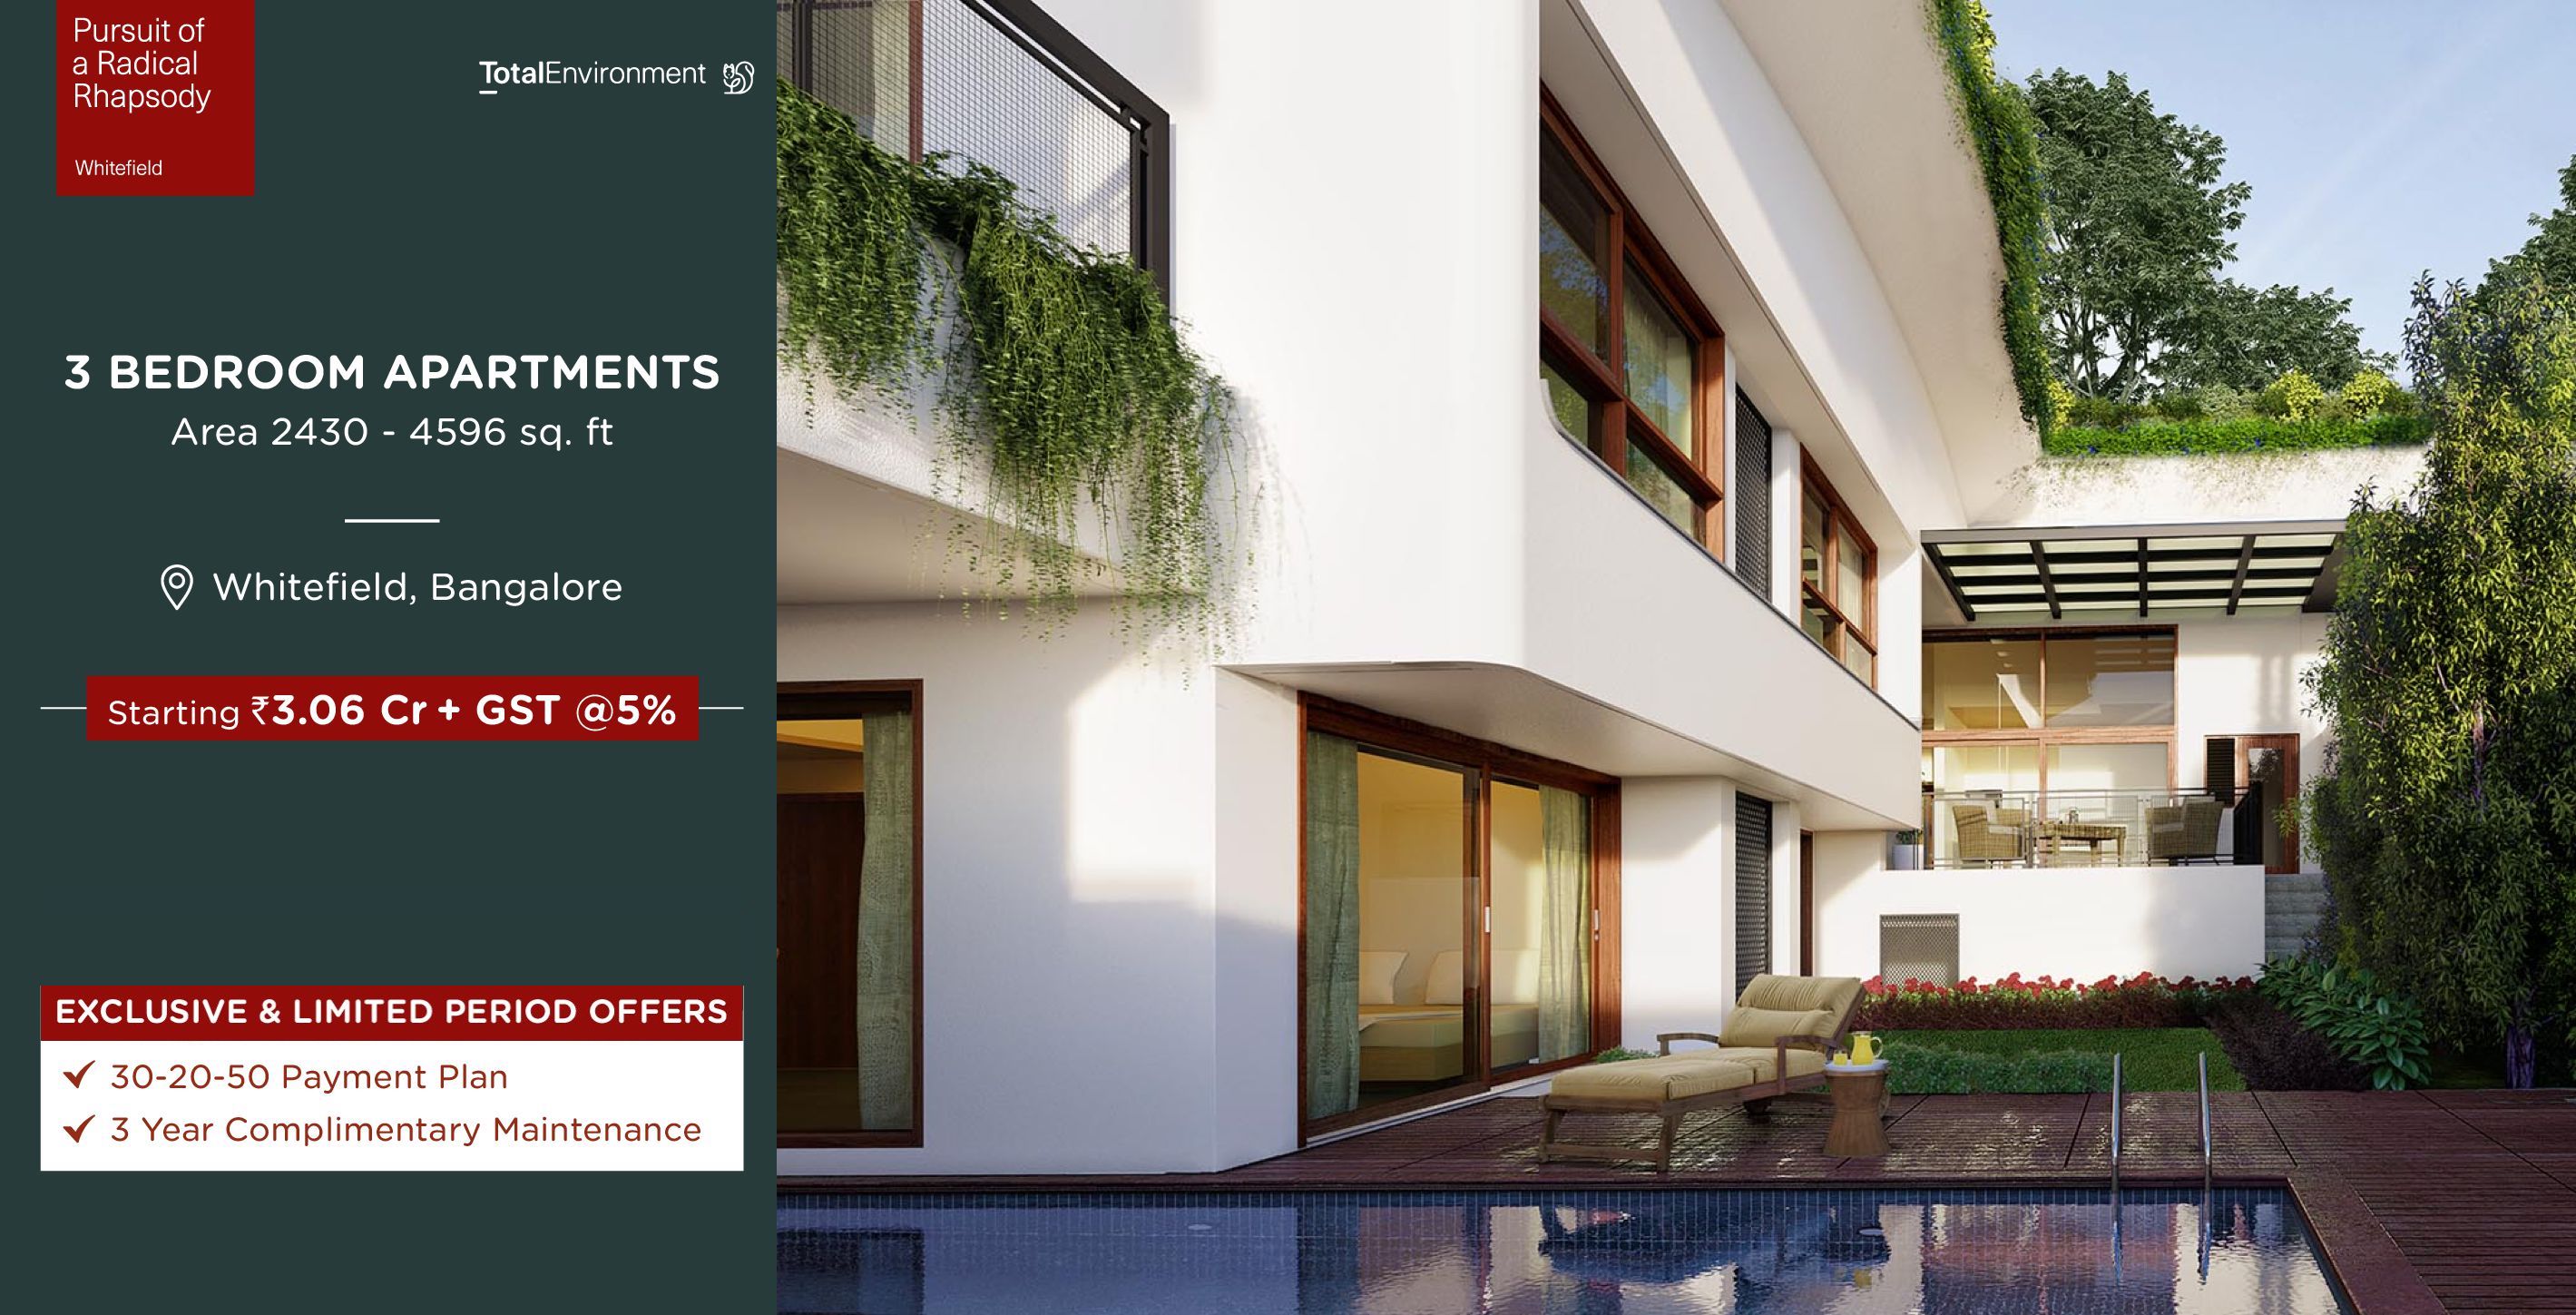 Pursuit of
a Radical
Rhapsody
Whitefield
TotalEnvironment
3 BEDROOM APARTMENTS
Area 2430 - 4596 sq. ft
Whitefield, Bangalore
Starting ₹3.06 Cr + GST @5%
EXCLUSIVE & LIMITED PERIOD OFFERS
30-20-50 Payment Plan
3 Year Complimentary Maintenance